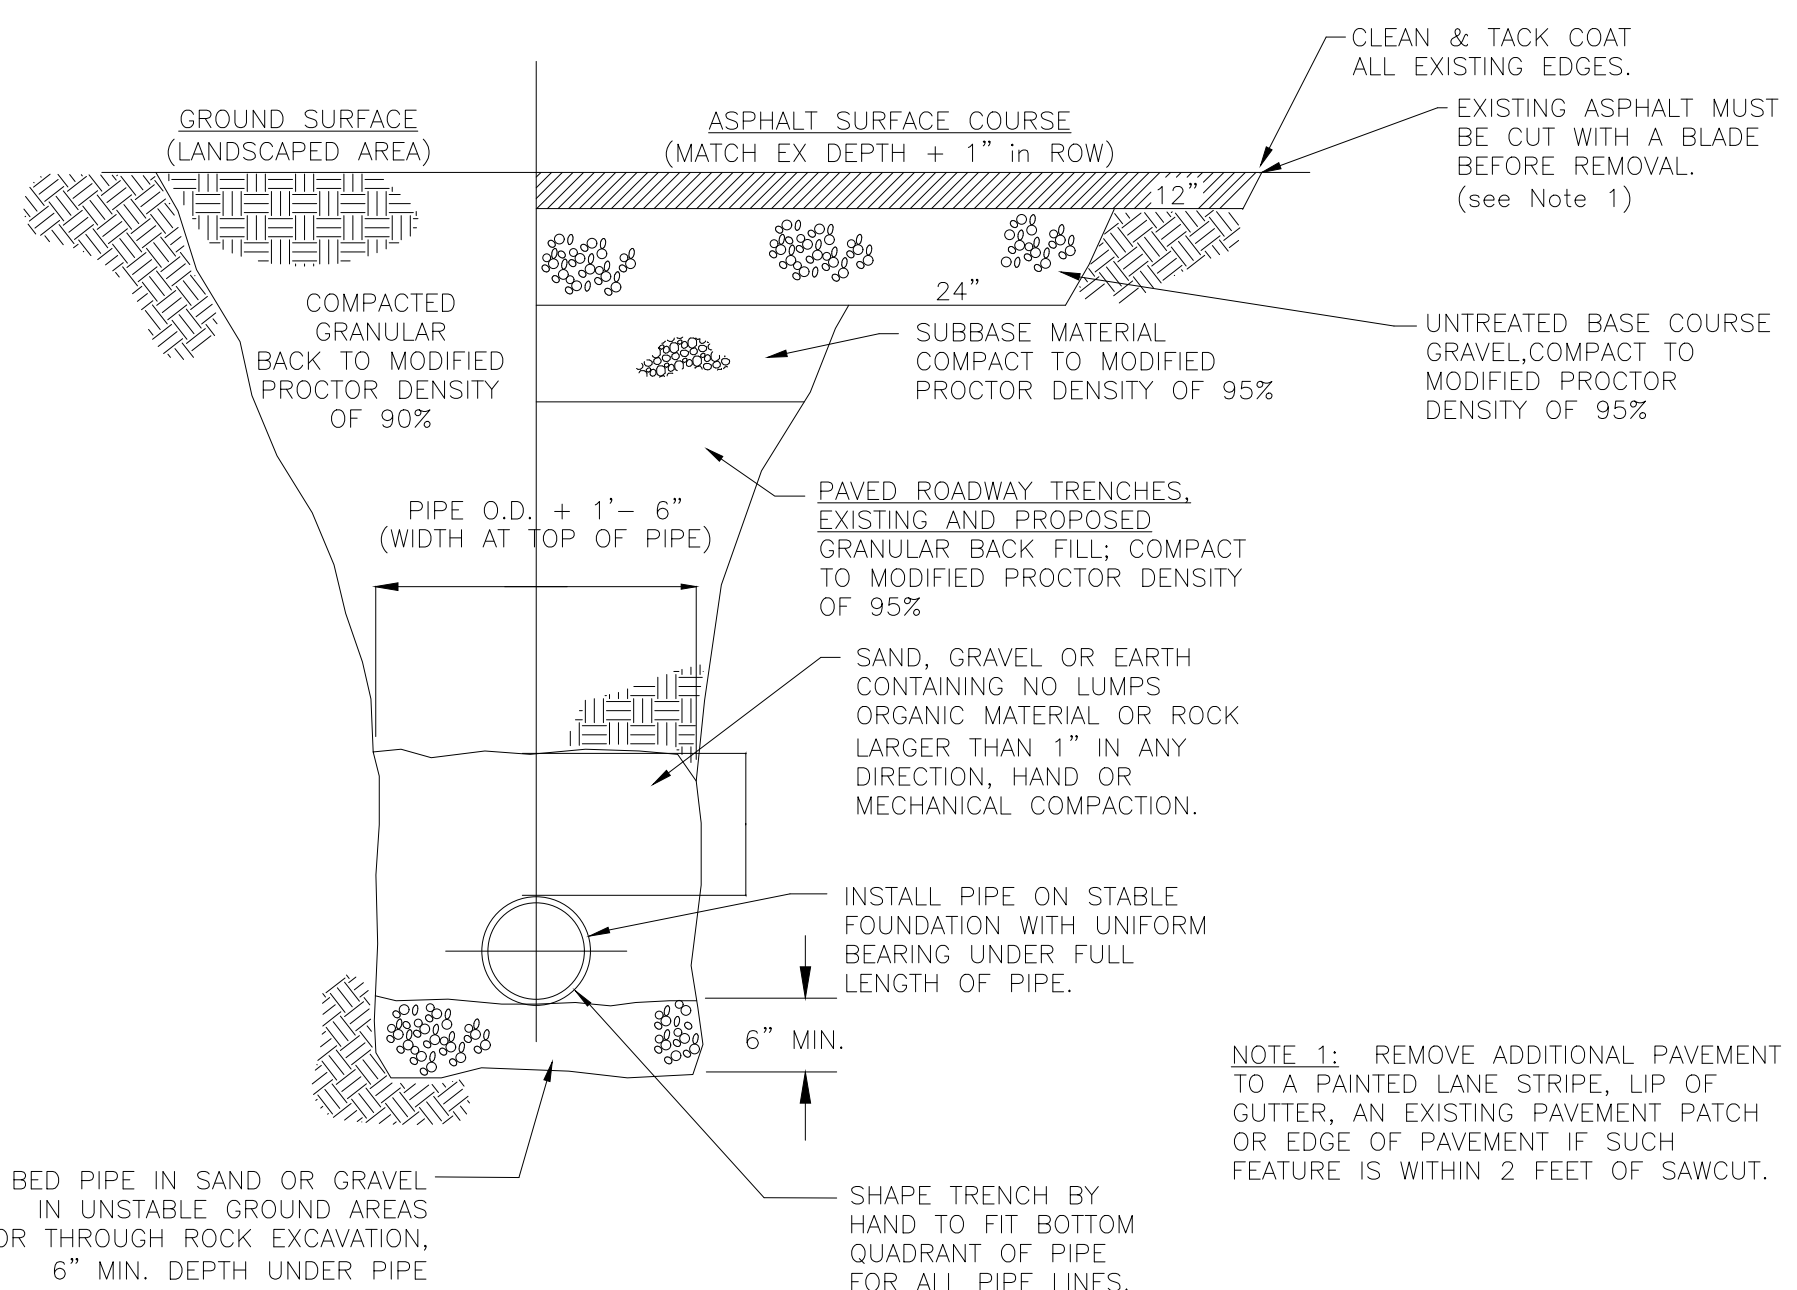 CLEAN & TACK COAT
ALL EXISTING EDGES.
EXISTING ASPHALT MUST
BE CUT WITH A BLADE
BEFORE REMOVAL.
(see Note 1)
GROUND SURFACE
(LANDSCAPED AREA)
ASPHALT SURFACE COURSE
(MATCH EX DEPTH + 1” in ROW)
12”
24”
COMPACTED
GRANULAR
BACK TO MODIFIED
PROCTOR DENSITY
OF 90%
SUBBASE MATERIAL
COMPACT TO MODIFIED
PROCTOR DENSITY OF 95%
UNTREATED BASE COURSE
GRAVEL,COMPACT TO
MODIFIED PROCTOR
DENSITY OF 95%
PIPE O.D. + 1’– 6”
(WIDTH AT TOP OF PIPE)
PAVED ROADWAY TRENCHES,
EXISTING AND PROPOSED
GRANULAR BACK FILL; COMPACT
TO MODIFIED PROCTOR DENSITY
OF 95%
SAND, GRAVEL OR EARTH
CONTAINING NO LUMPS
ORGANIC MATERIAL OR ROCK
LARGER THAN 1” IN ANY
DIRECTION, HAND OR
MECHANICAL COMPACTION.
INSTALL PIPE ON STABLE
FOUNDATION WITH UNIFORM
BEARING UNDER FULL
LENGTH OF PIPE.
6” MIN.
NOTE 1: REMOVE ADDITIONAL PAVEMENT
TO A PAINTED LANE STRIPE, LIP OF
GUTTER, AN EXISTING PAVEMENT PATCH
OR EDGE OF PAVEMENT IF SUCH
FEATURE IS WITHIN 2 FEET OF SAWCUT.
BED PIPE IN SAND OR GRAVEL
IN UNSTABLE GROUND AREAS
OR THROUGH ROCK EXCAVATION,
6” MIN. DEPTH UNDER PIPE
SHAPE TRENCH BY
HAND TO FIT BOTTOM
QUADRANT OF PIPE
FOR ALL PIPE LINES.